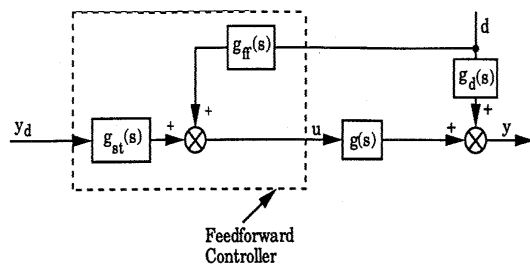 d
g_ff(s)
g_d(s)
+
+
y_d
g_st(s)
+
u
g(s)
+
y
Feedforward
Controller